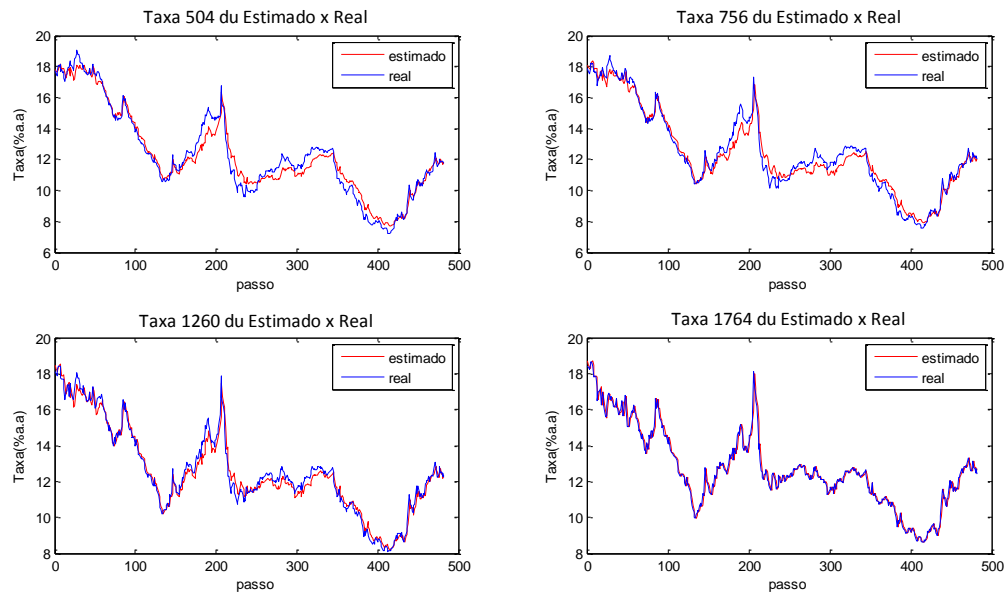 Taxa 504 du Estimado x Real
20
18
16
14
12
10
8
6
Taxa(%a.a)
0 100 200 300 400 500
passo
estimado
real
Taxa 756 du Estimado x Real
20
18
16
14
12
10
8
6
Taxa(%a.a)
0 100 200 300 400 500
passo
estimado
real
Taxa 1260 du Estimado x Real
20
18
16
14
12
10
8
Taxa(%a.a)
0 100 200 300 400 500
passo
estimado
real
Taxa 1764 du Estimado x Real
20
18
16
14
12
10
8
Taxa(%a.a)
0 100 200 300 400 500
passo
estimado
real